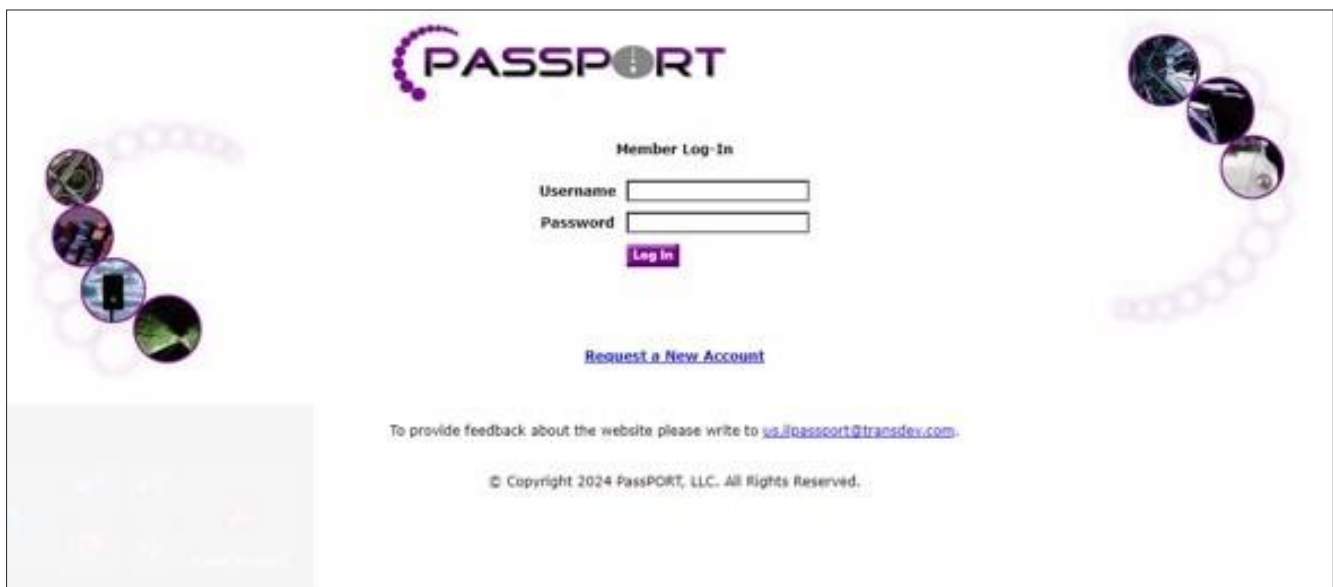 PASSPORT
Member Log-In
Username
Password
Log In
Request a New Account
To provide feedback about the website please write to us.ilpassport@transdev.com.
© Copyright 2024 PassPORT, LLC. All Rights Reserved.